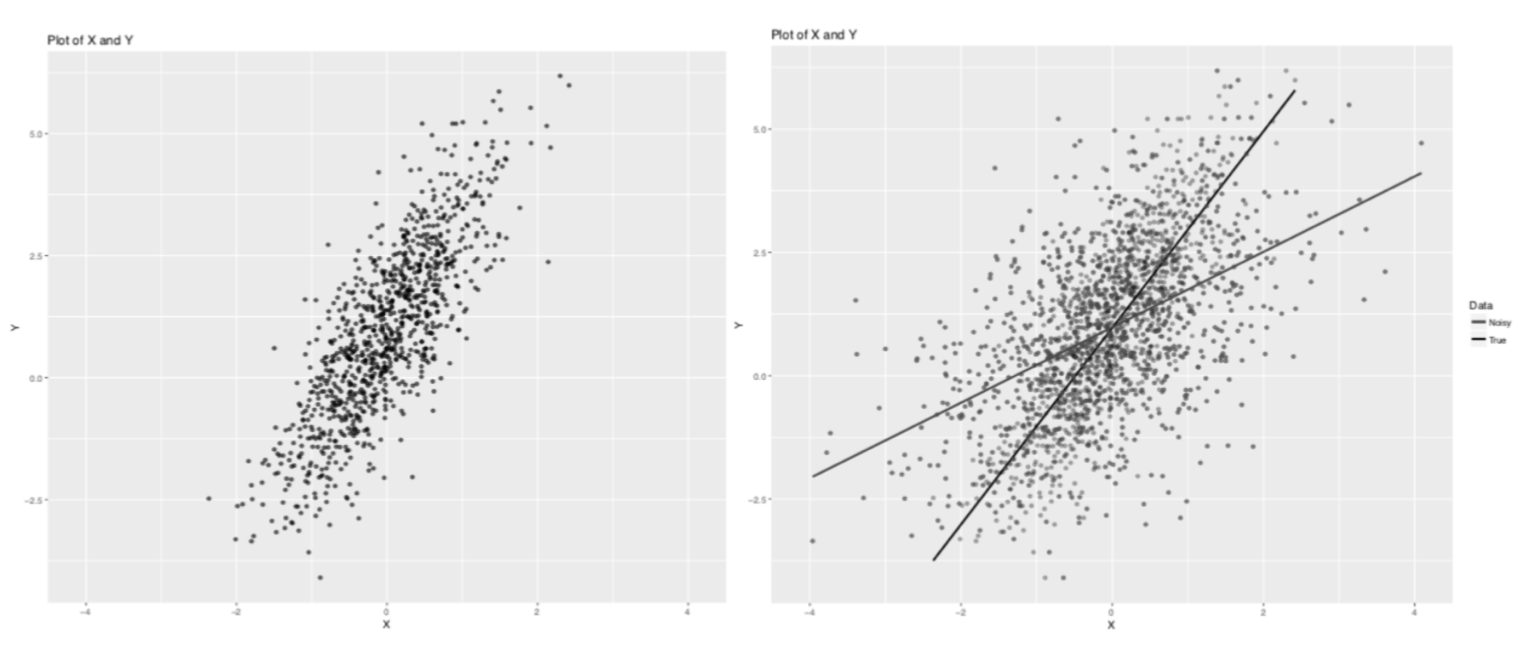 Plot of X and Y
5.0
2.5
0.0
−2.5
Y
−4 −2 0 2 4
X
Plot of X and Y
5.0
2.5
0.0
−2.5
Y
−4 −2 0 2 4
X
Data
Noisy
True